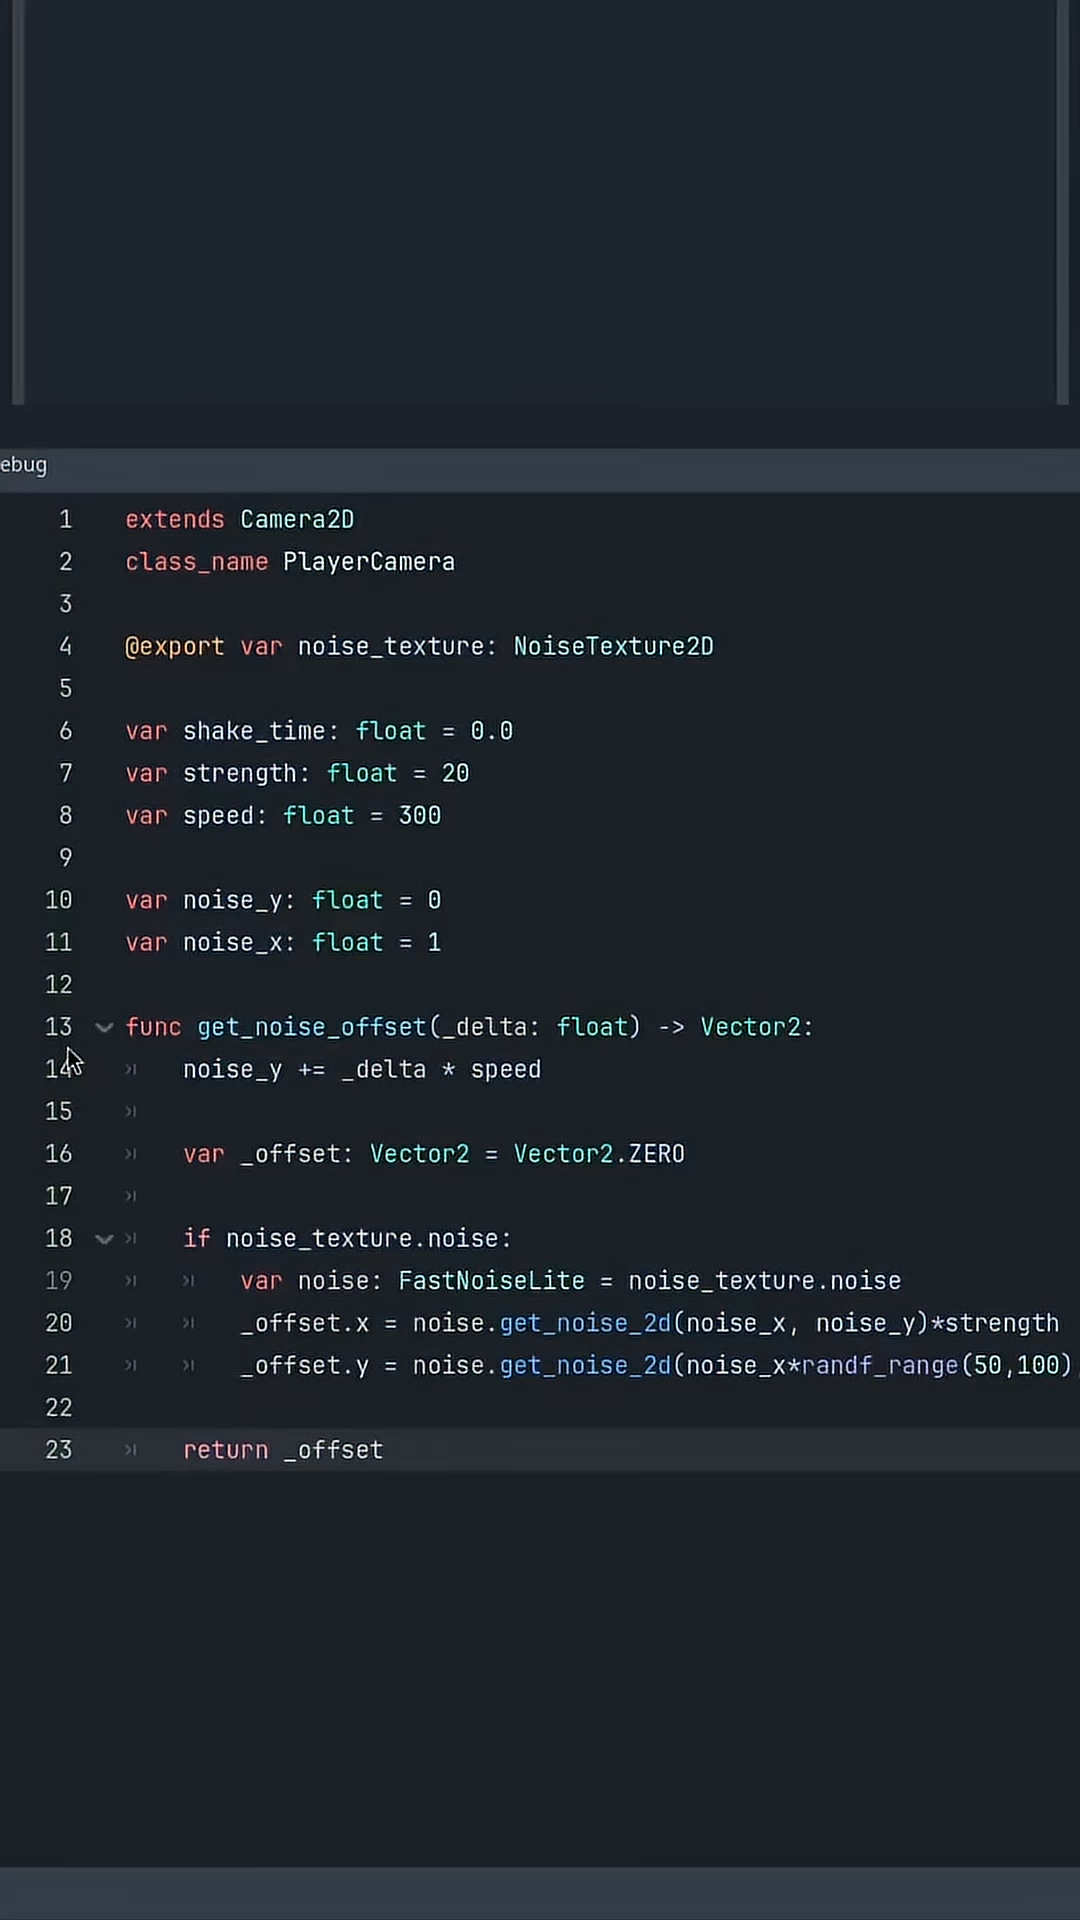 ebug
1 extends Camera2D
2 class_name PlayerCamera
3
4 @export var noise_texture: NoiseTexture2D
5
6 var shake_time: float = 0.0
7 var strength: float = 20
8 var speed: float = 300
9
10 var noise_y: float = 0
11 var noise_x: float = 1
12
13 func get_noise_offset(_delta: float) -> Vector2:
14 noise_y += _delta * speed
15
16 var _offset: Vector2 = Vector2.ZERO
17
18 if noise_texture.noise:
19 var noise: FastNoiseLite = noise_texture.noise
20 _offset.x = noise.get_noise_2d(noise_x, noise_y)*strength
21 _offset.y = noise.get_noise_2d(noise_x*randf_range(50,100)
22
23 return _offset